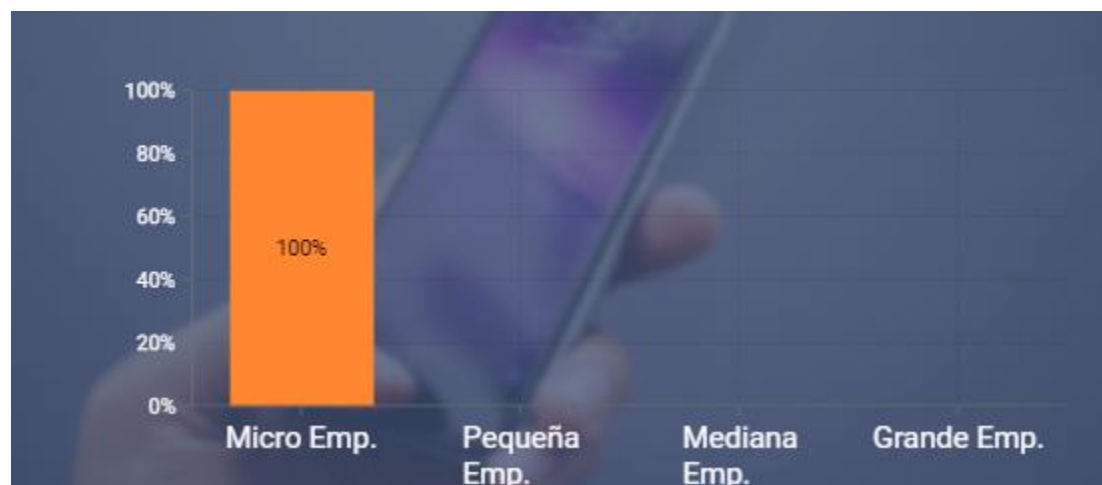 100%
80%
60%
40%
20%
0%
100%
Micro Emp.
Pequeña
Emp.
Mediana
Emp.
Grande Emp.